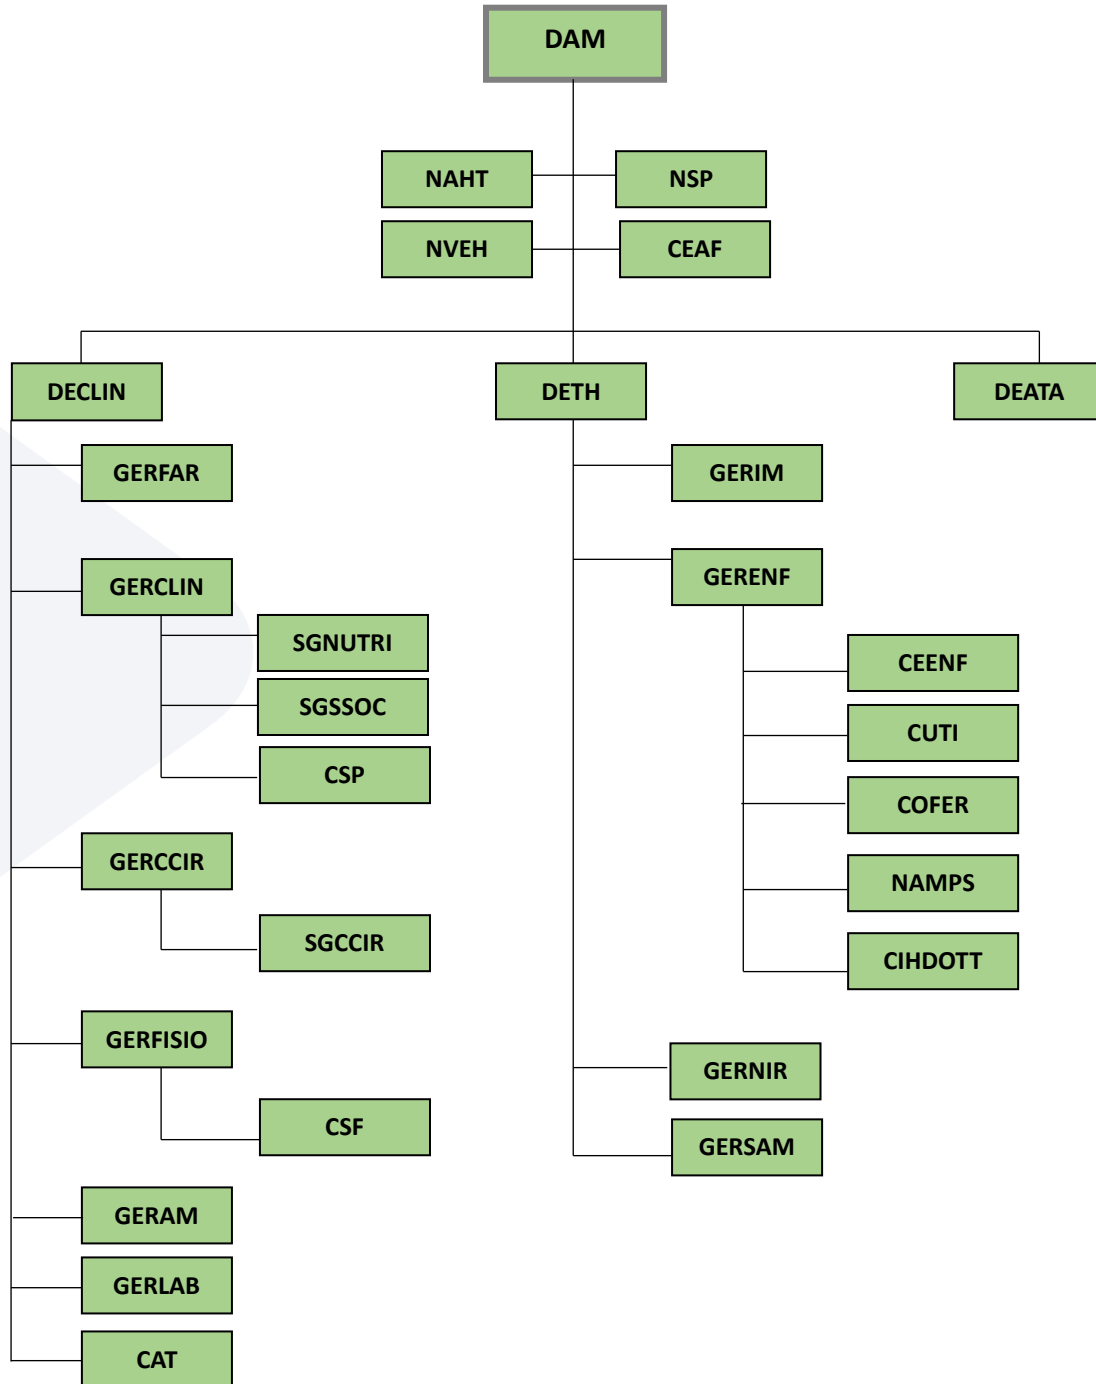 DAM
NAHT
NSP
NVEH
CEAF
DECLIN
DETH
DEATA
GERFAR
GERCLIN
SGNUTRI
SGSSOC
CSP
GERCCIR
SGCCIR
GERFISIO
CSF
GERAM
GERLAB
CAT
GERIM
GERENF
CEENF
CUTI
COFER
NAMPS
CIHDOTT
GERNIR
GERSAM